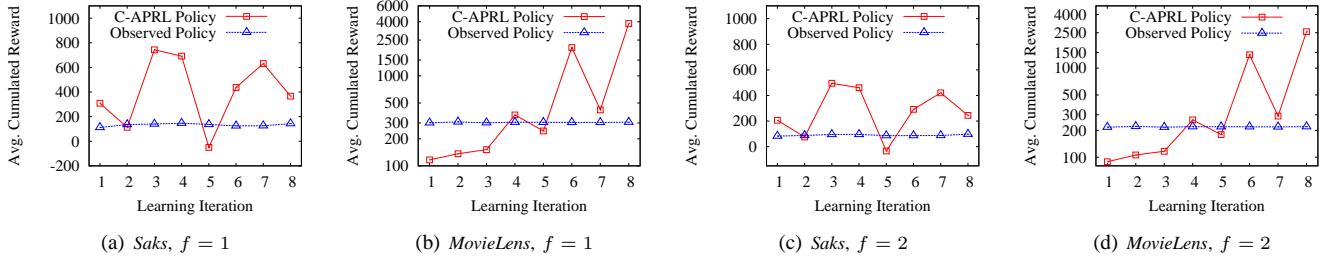 Avg. Cumulated Reward
1000
800
600
400
200
0
-200
C-APRL Policy
Observed Policy
1 2 3 4 5 6 7 8
Learning Iteration
(a) Saks, f = 1
Avg. Cumulated Reward
6000
4000
2500
1500
1000
500
300
200
100
C-APRL Policy
Observed Policy
1 2 3 4 5 6 7 8
Learning Iteration
(b) MovieLens, f = 1
Avg. Cumulated Reward
1000
800
600
400
200
0
C-APRL Policy
Observed Policy
1 2 3 4 5 6 7 8
Learning Iteration
(c) Saks, f = 2
Avg. Cumulated Reward
4000
2500
1500
1000
500
300
200
100
C-APRL Policy
Observed Policy
1 2 3 4 5 6 7 8
Learning Iteration
(d) MovieLens, f = 2